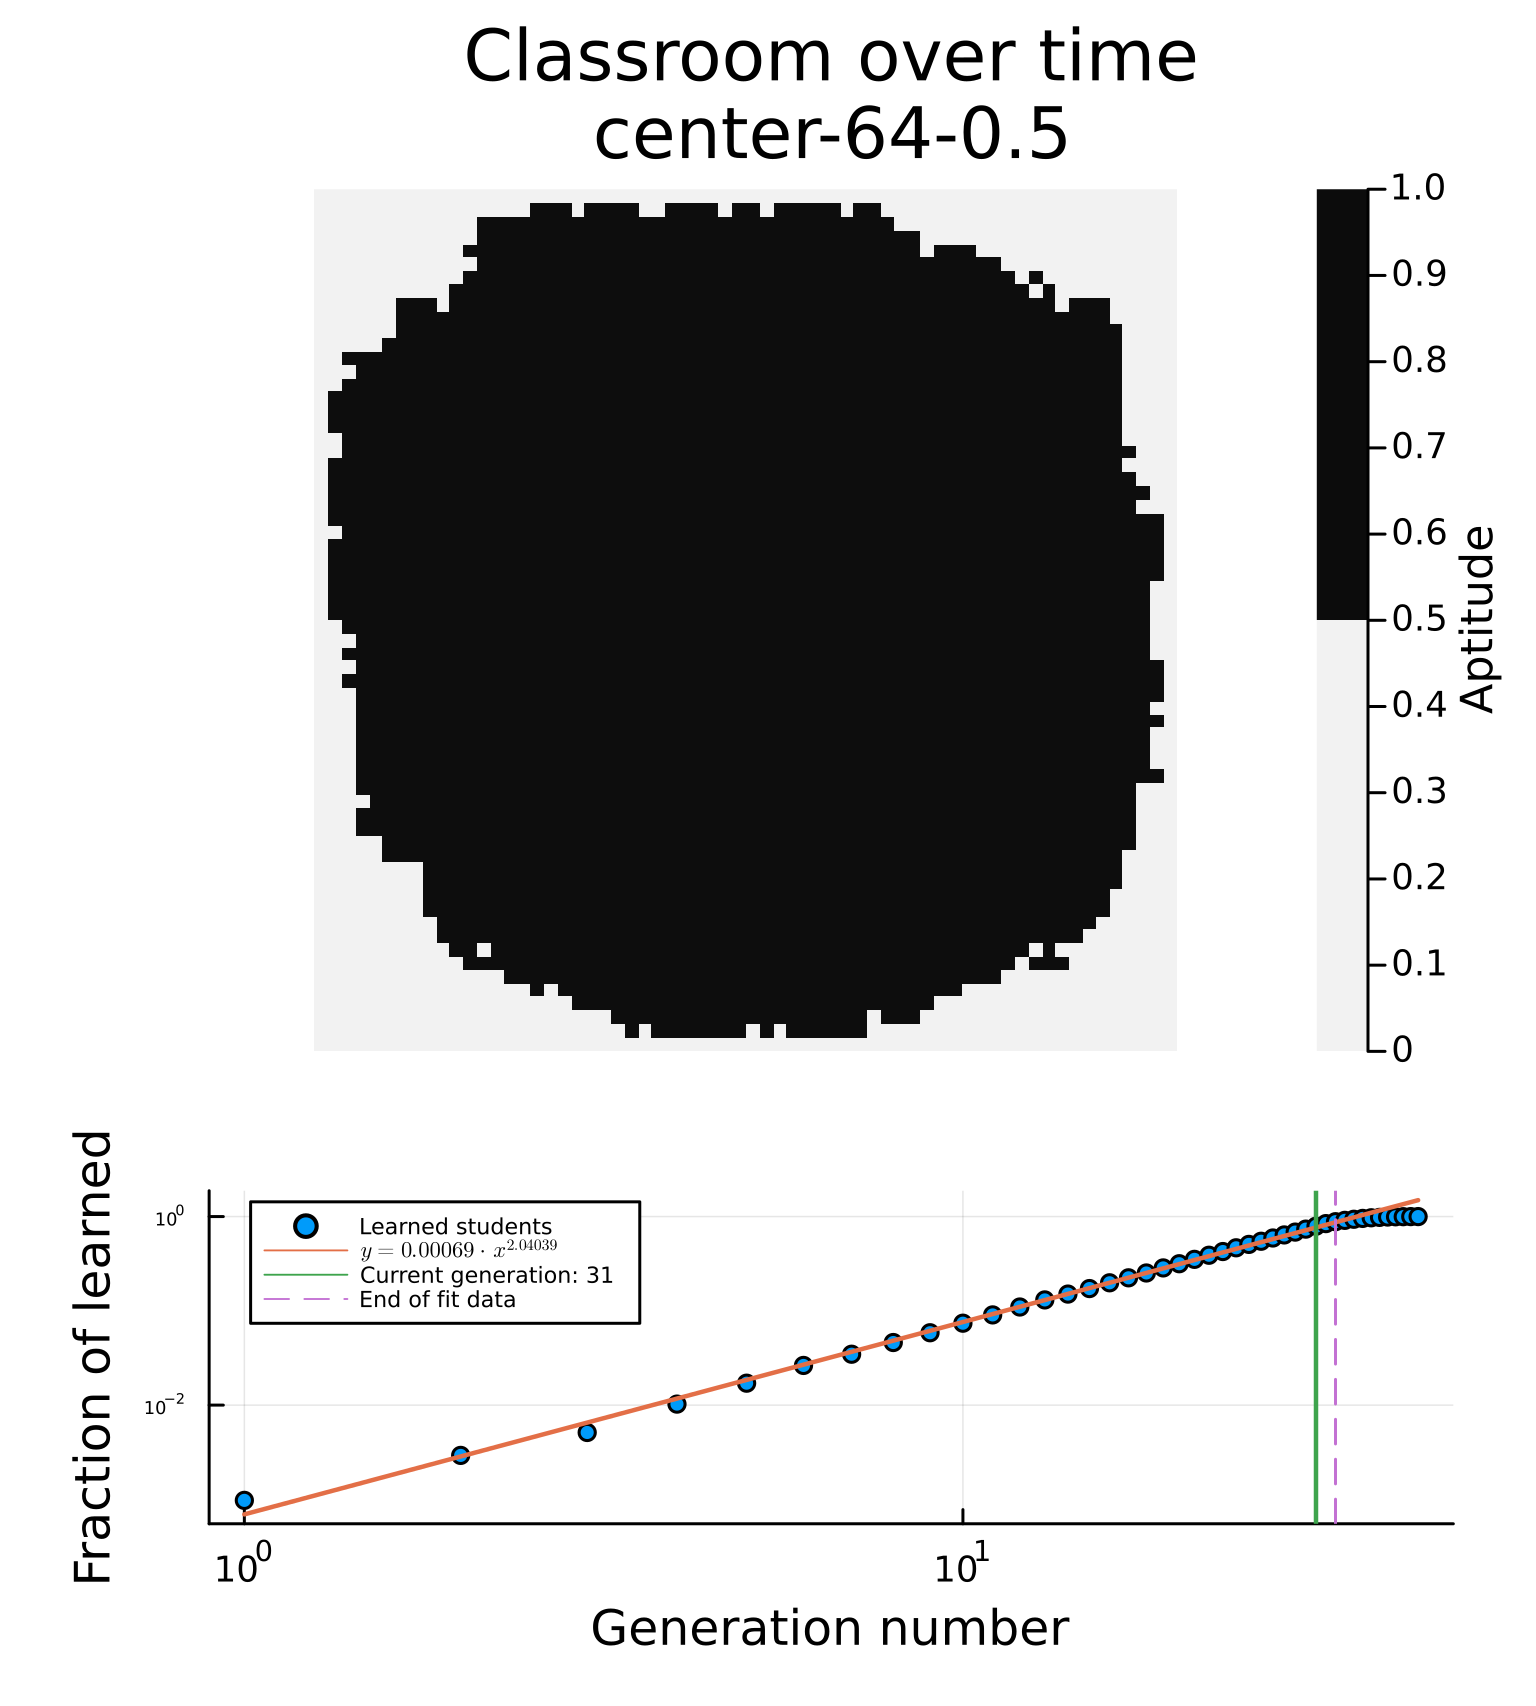 Classroom over time
center-64-0.5
1.0
0.9
0.8
0.7
0.6
0.5
0.4
0.3
0.2
0.1
0
Aptitude
Fraction of learned
10⁰
10⁻²
Learned students
y = 0.00069 · x^2.04039
Current generation: 31
End of fit data
10⁰
10¹
Generation number